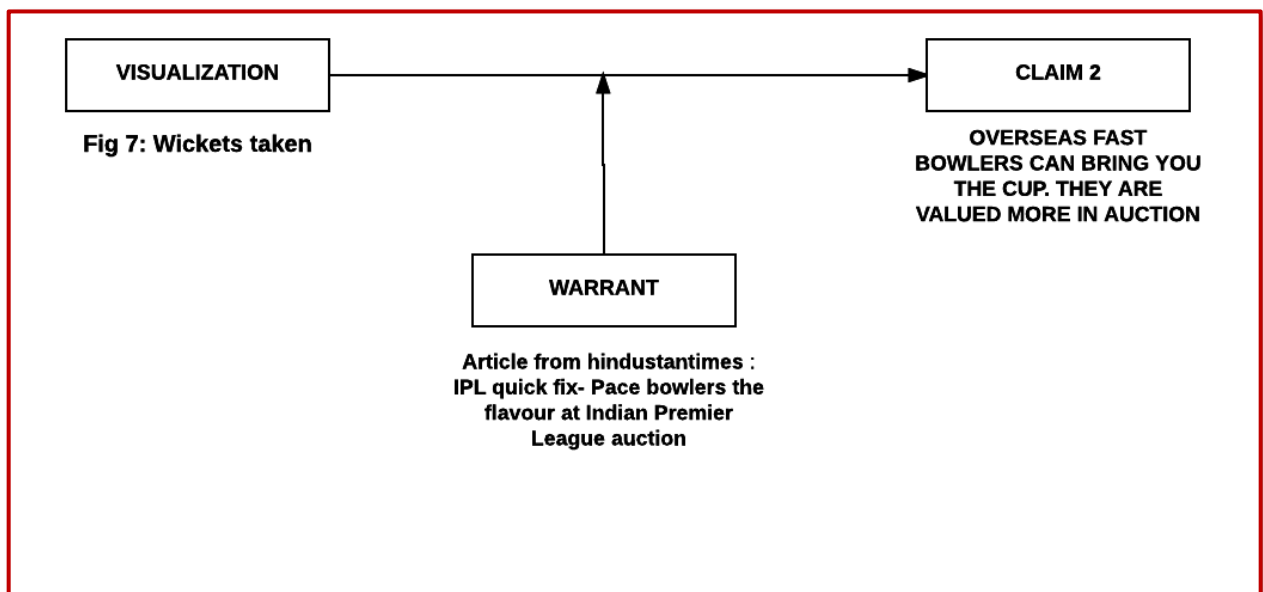 VISUALIZATION
CLAIM 2
Fig 7: Wickets taken
OVERSEAS FAST
BOWLERS CAN BRING YOU
THE CUP. THEY ARE
VALUED MORE IN AUCTION
WARRANT
Article from hindustantimes :
IPL quick fix- Pace bowlers the
flavour at Indian Premier
League auction